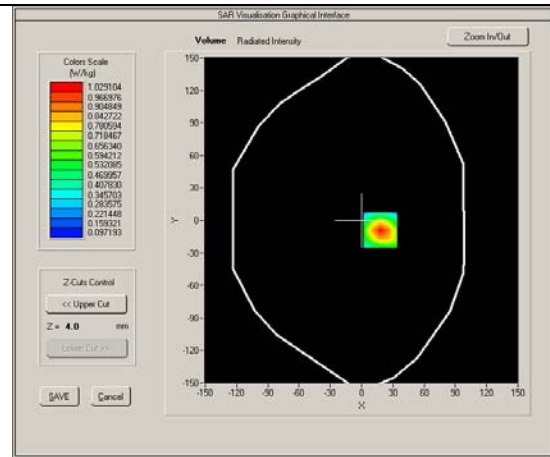 SAR Visualisation Graphical Interface
Volume Radiated Intensity
Zoom In/Out
Colors Scale
(W/kg)
1.029104
0.966976
0.904849
0.842722
0.780594
0.718467
0.656340
0.594212
0.532085
0.469957
0.407830
0.345703
0.283575
0.221448
0.159321
0.097193
Z-Cuts Control
<< Upper Cut
Z = 4.0 mm
Lower Cut >>
SAVE Cancel
150
120
90
60
30
0
-30
-60
-90
-120
-150
Y
-150 -120 -90 -60 -30 0 30 60 90 120 150
X